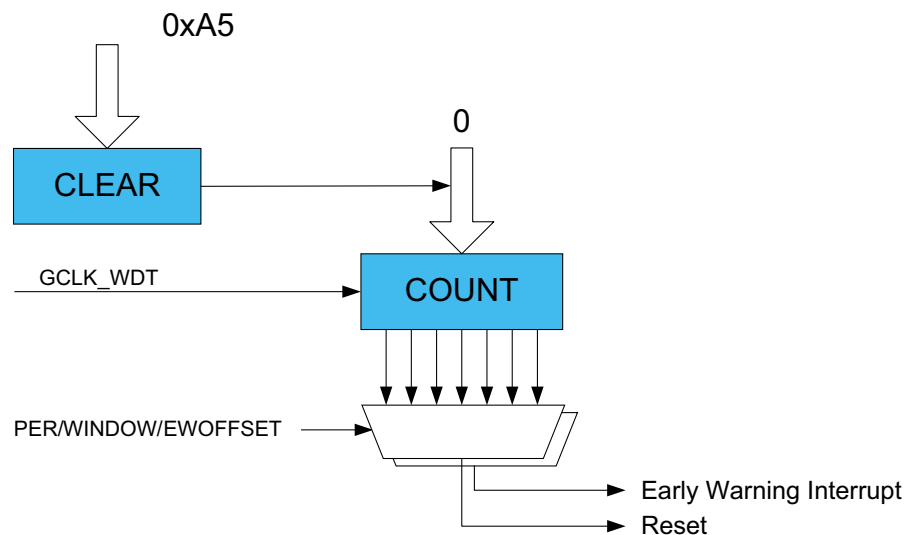 0xA5
0
CLEAR
GCLK_WDT
COUNT
PER/WINDOW/EWOFFSET
Early Warning Interrupt
Reset